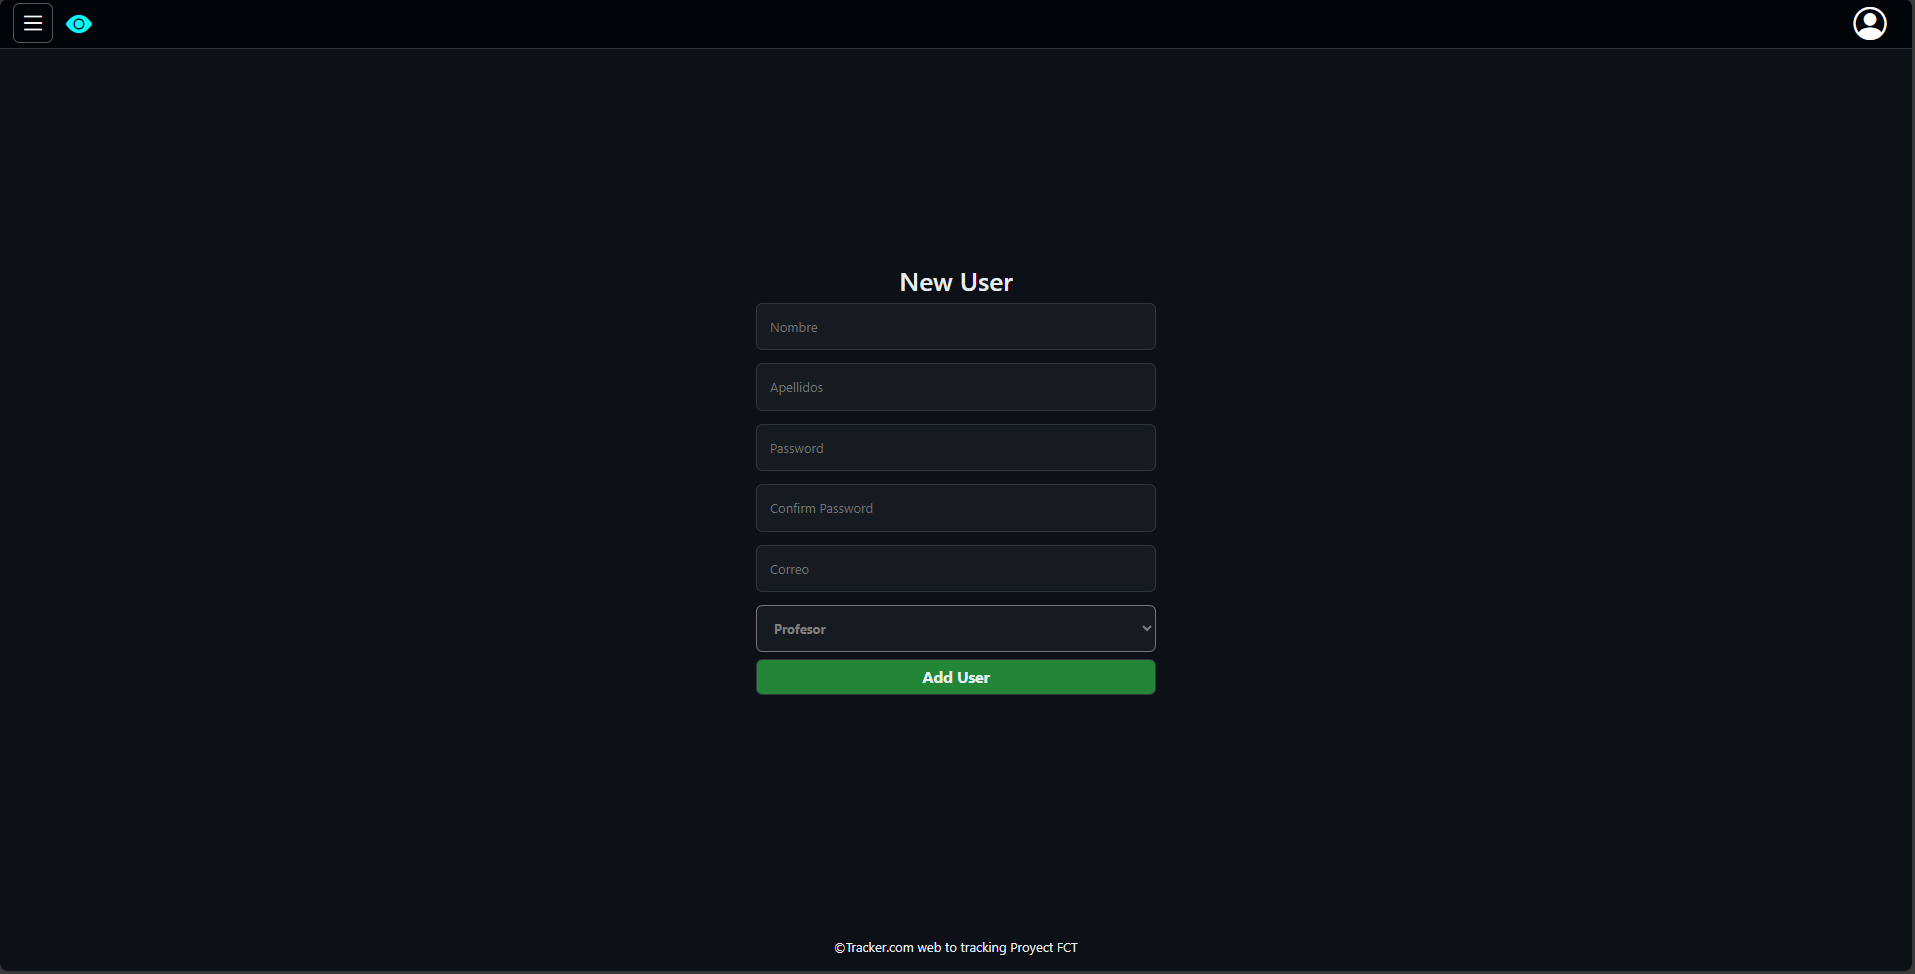 New User
Nombre
Apellidos
Password
Confirm Password
Correo
Profesor
Add User
©Tracker.com web to tracking Proyect FCT